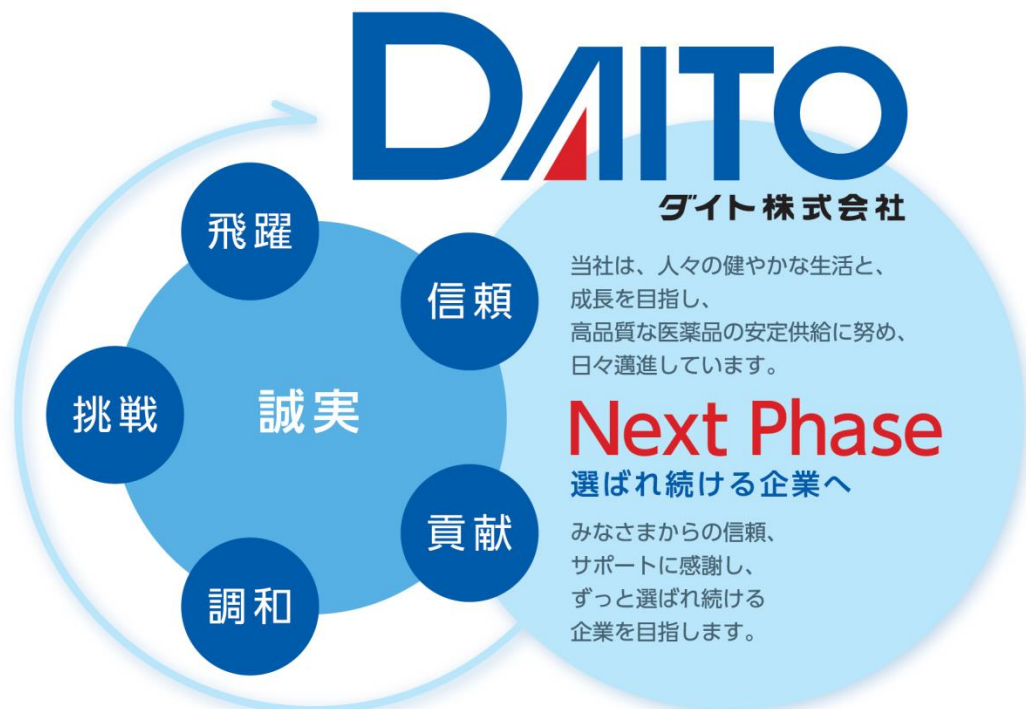 DAITO
ダイト株式会社
飛躍
信頼
挑戦
誠実
貢献
調和
当社は、人々の健やかな生活と、
成長を目指し、
高品質な医薬品の安定供給に努め、
日々邁進しています。
Next Phase
選ばれ続ける企業へ
みなさまからの信頼、
サポートに感謝し、
ずっと選ばれ続ける
企業を目指します。